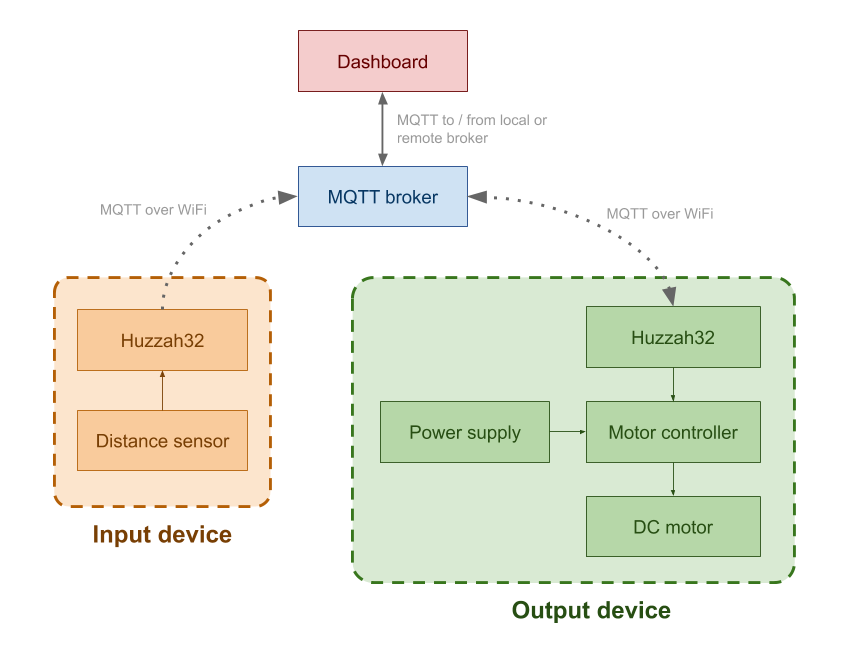 Dashboard
MQTT to / from local or
remote broker
MQTT broker
MQTT over WiFi
MQTT over WiFi
Huzzah32
Distance sensor
Input device
Huzzah32
Power supply
Motor controller
DC motor
Output device